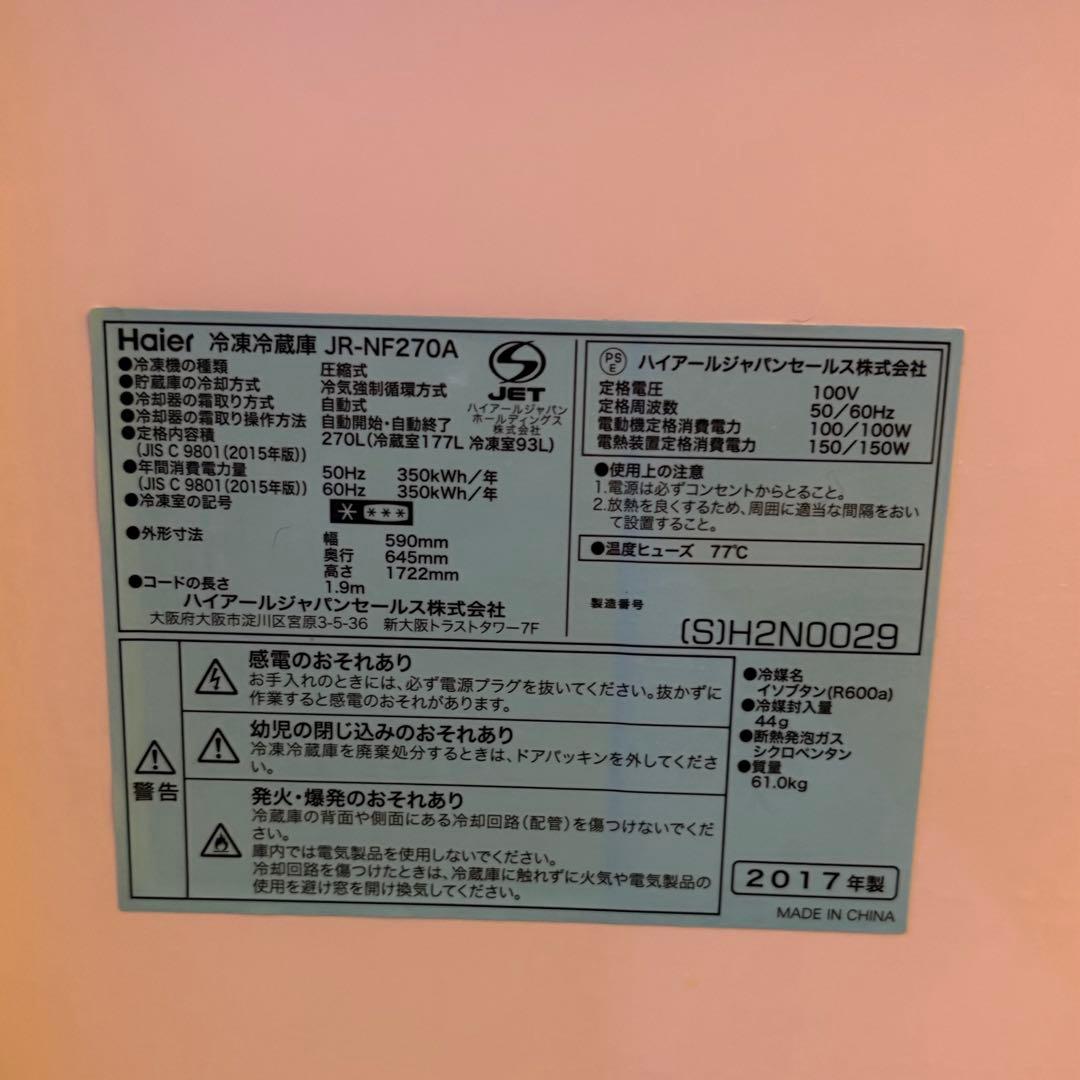 Haier 冷凍冷蔵庫 JR-NF270A
●冷凍機の種類 圧縮式
●貯蔵庫の冷却方式 冷気強制循環方式
●冷却器の霜取り方式 自動式
●冷却器の霜取り操作方法 自動開始・自動終了
●定格内容積 270L(冷蔵室177L 冷凍室93L)
(JIS C 9801(2015年版))
●年間消費電力量 50Hz 350kWh/年
(JIS C 9801(2015年版)) 60Hz 350kWh/年
●冷凍室の記号
●外形寸法 幅 590mm
奥行 645mm
高さ 1722mm
●コードの長さ 1.9m
ハイアールジャパンセールス株式会社
大阪府大阪市淀川区宮原3-5-36 新大阪トラストタワー7F
JET
ハイアールジャパン
ホールディングス
株式会社
PS
E
ハイアールジャパンセールス株式会社
定格電圧 100V
定格周波数 50/60Hz
電動機定格消費電力 100/100W
電熱装置定格消費電力 150/150W
●使用上の注意
1.電源は必ずコンセントからとること。
2.放熱を良くするため、周囲に適当な間隔をおい
て設置すること。
●温度ヒューズ 77℃
製造番号
(S)H2N0029
警告
感電のおそれあり
お手入れのときには、必ず電源プラグを抜いてください。抜かずに
作業すると感電のおそれがあります。
幼児の閉じ込みのおそれあり
冷凍冷蔵庫を廃棄処分するときは、ドアパッキンを外してくださ
い。
発火・爆発のおそれあり
冷蔵庫の背面や側面にある冷却回路(配管)を傷つけないでくだ
さい。
庫内では電気製品を使用しないでください。
冷却回路を傷つけたときは、冷蔵庫に触れずに火気や電気製品の
使用を避け窓を開け換気してください。
●冷媒名
イソブタン(R600a)
●冷媒封入量
44g
●断熱発泡ガス
シクロペンタン
●質量
61.0kg
2017年製
MADE IN CHINA